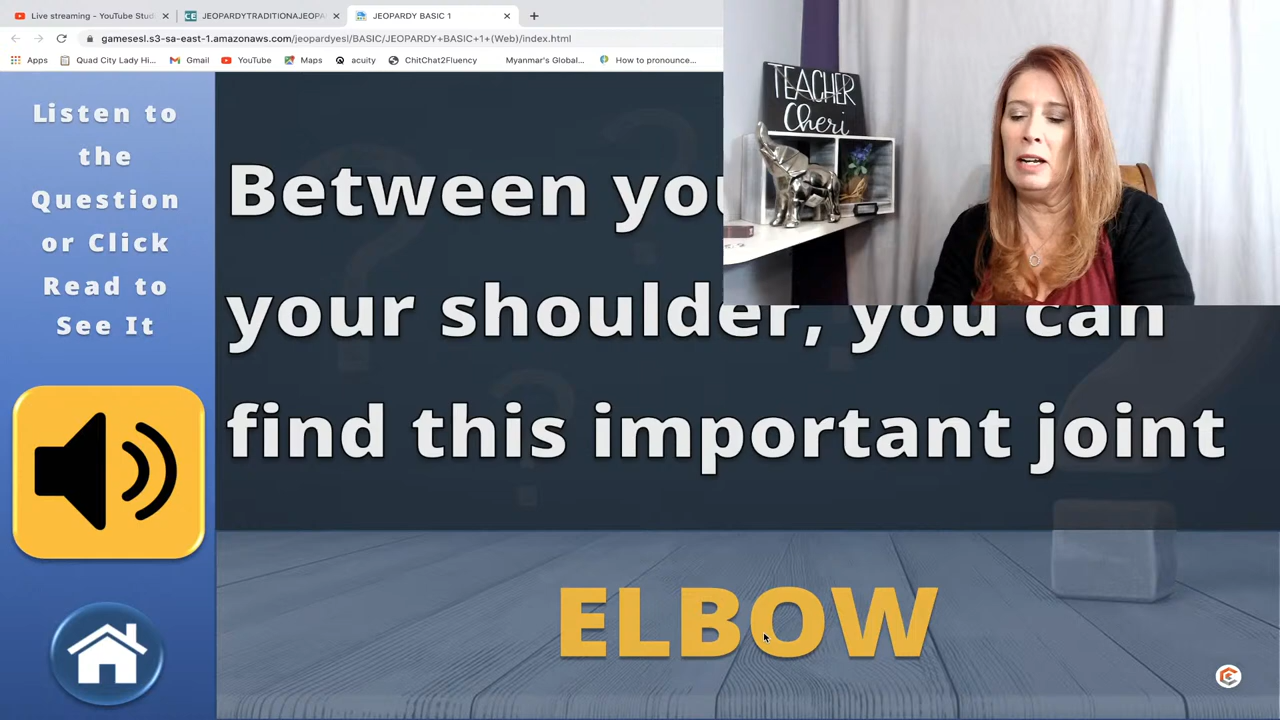 Live streaming - YouTube Stud
JEOPARDYTRADITIONAJEOPA
JEOPARDY BASIC 1
gamesesl.s3-sa-east-1.amazonaws.com/jeopardyesl/BASIC/JEOPARDY+BASIC+1+(Web)/index.html
Apps
Quad City Lady Hi...
Gmail
YouTube
Maps
acuity
ChitChat2Fluency
Myanmar's Global...
How to pronounce...
TEACHER
Cheri
Listen to
the
Question
or Click
Read to
See It
Between
your shoulder, you can
find this important joint
ELBOW